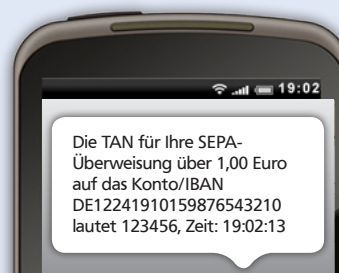 19:02
Die TAN für Ihre SEPA-
Überweisung über 1,00 Euro
auf das Konto/IBAN
DE12241910159876543210
lautet 123456, Zeit: 19:02:13